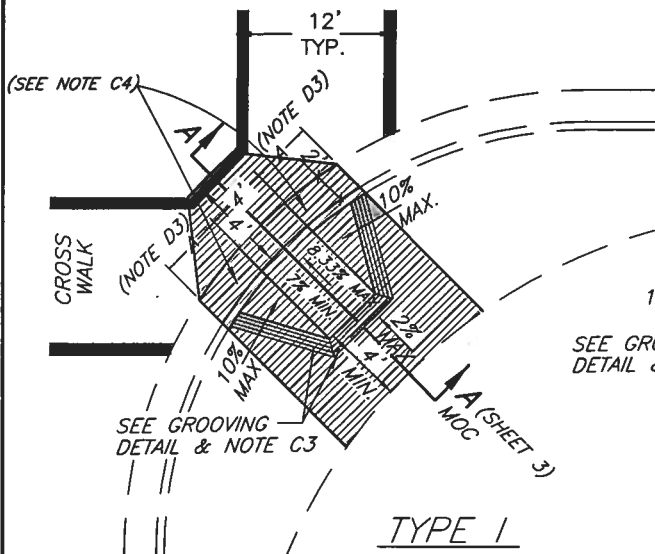 12'
TYP.
(SEE NOTE C4)
A
(NOTE D3)
2'
4'
4'
10%
MAX.
CROSS
WALK
(NOTE D3)
8.33% MAX.
7% MIN.
2%
MAX
4'
MIN.
10%
MAX
1
SEE GRO
DETAIL &
SEE GROOVING
DETAIL & NOTE C3
A (SHEET 3)
MOC
TYPE I